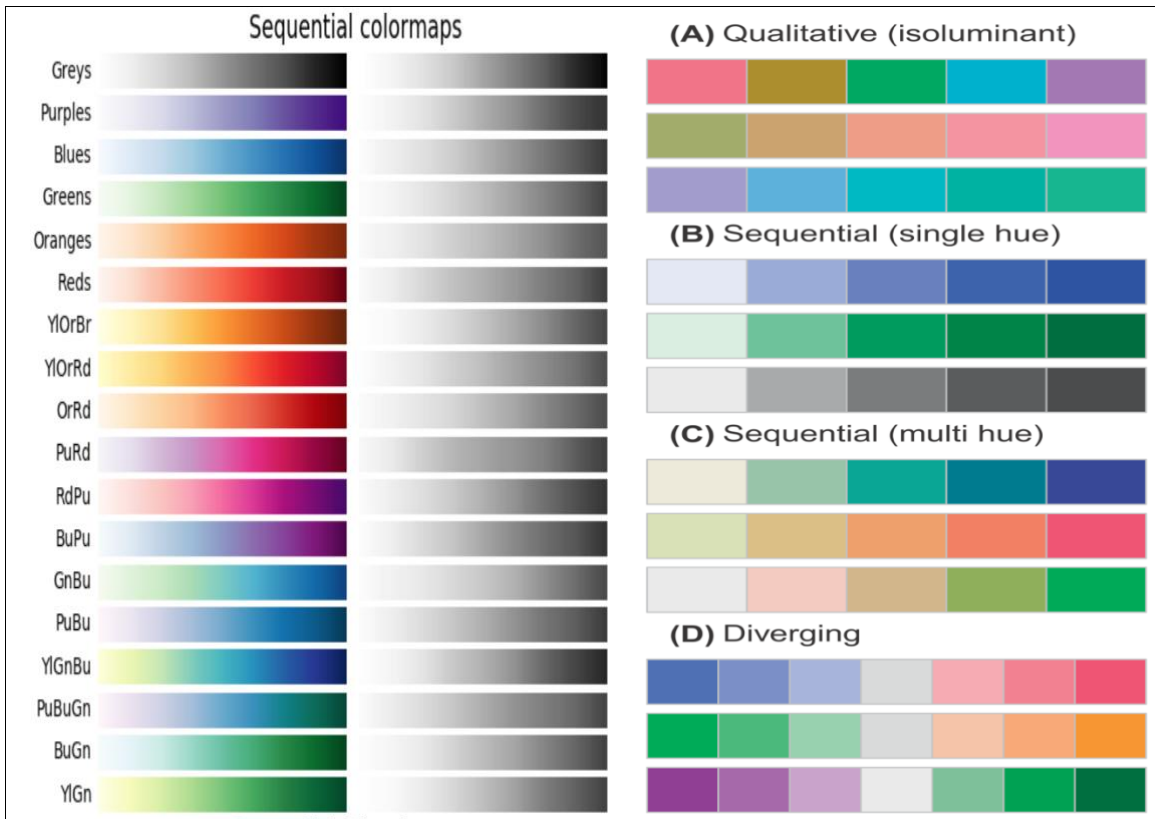 Sequential colormaps
Greys
Purples
Blues
Greens
Oranges
Reds
YlOrBr
YlOrRd
OrRd
PuRd
RdPu
BuPu
GnBu
PuBu
YlGnBu
PuBuGn
BuGn
YlGn
(A) Qualitative (isoluminant)
(B) Sequential (single hue)
(C) Sequential (multi hue)
(D) Diverging